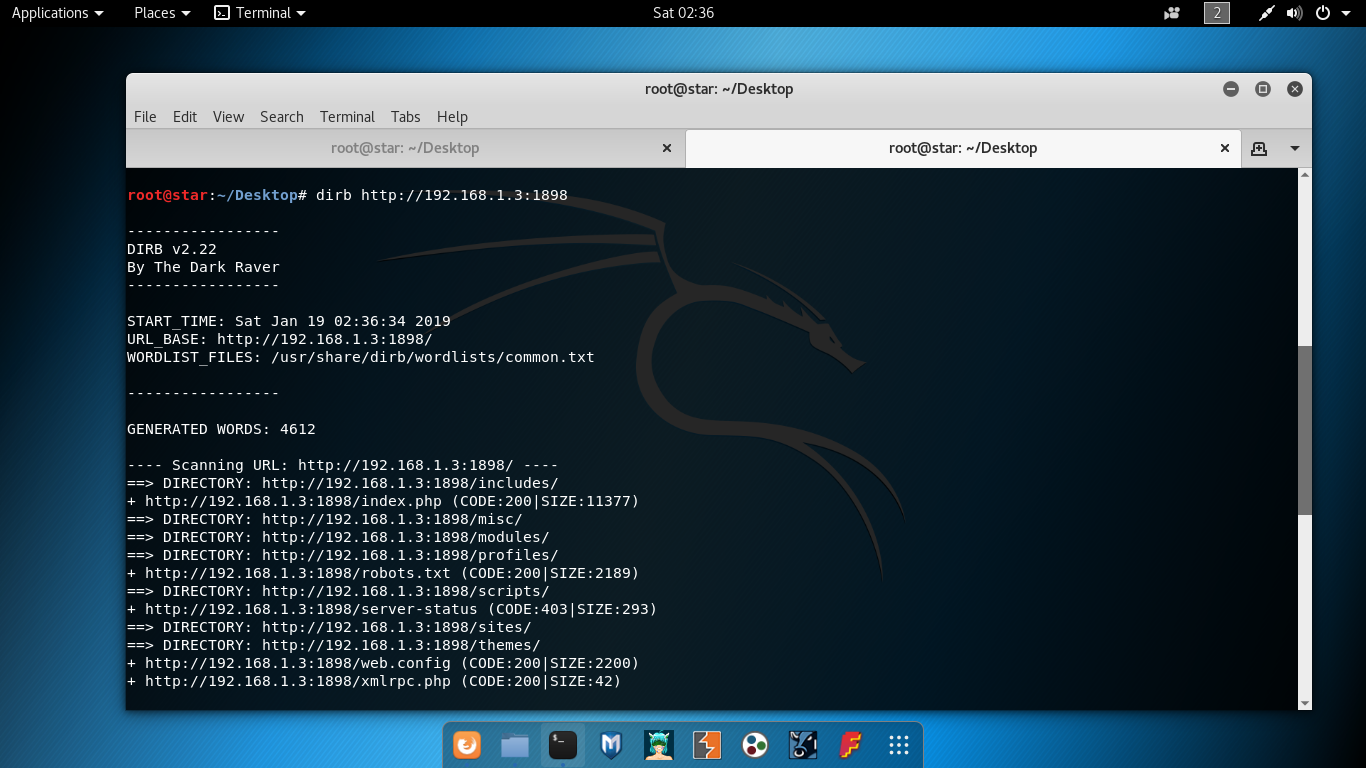 Applications Places Terminal Sat 02:36 2
root@star: ~/Desktop
File Edit View Search Terminal Tabs Help
root@star: ~/Desktop root@star: ~/Desktop
root@star:~/Desktop# dirb http://192.168.1.3:1898
-----------------
DIRB v2.22
By The Dark Raver
-----------------
START_TIME: Sat Jan 19 02:36:34 2019
URL_BASE: http://192.168.1.3:1898/
WORDLIST_FILES: /usr/share/dirb/wordlists/common.txt
-----------------
GENERATED WORDS: 4612
---- Scanning URL: http://192.168.1.3:1898/ ----
==> DIRECTORY: http://192.168.1.3:1898/includes/
+ http://192.168.1.3:1898/index.php (CODE:200|SIZE:11377)
==> DIRECTORY: http://192.168.1.3:1898/misc/
==> DIRECTORY: http://192.168.1.3:1898/modules/
==> DIRECTORY: http://192.168.1.3:1898/profiles/
+ http://192.168.1.3:1898/robots.txt (CODE:200|SIZE:2189)
==> DIRECTORY: http://192.168.1.3:1898/scripts/
+ http://192.168.1.3:1898/server-status (CODE:403|SIZE:293)
==> DIRECTORY: http://192.168.1.3:1898/sites/
==> DIRECTORY: http://192.168.1.3:1898/themes/
+ http://192.168.1.3:1898/web.config (CODE:200|SIZE:2200)
+ http://192.168.1.3:1898/xmlrpc.php (CODE:200|SIZE:42)